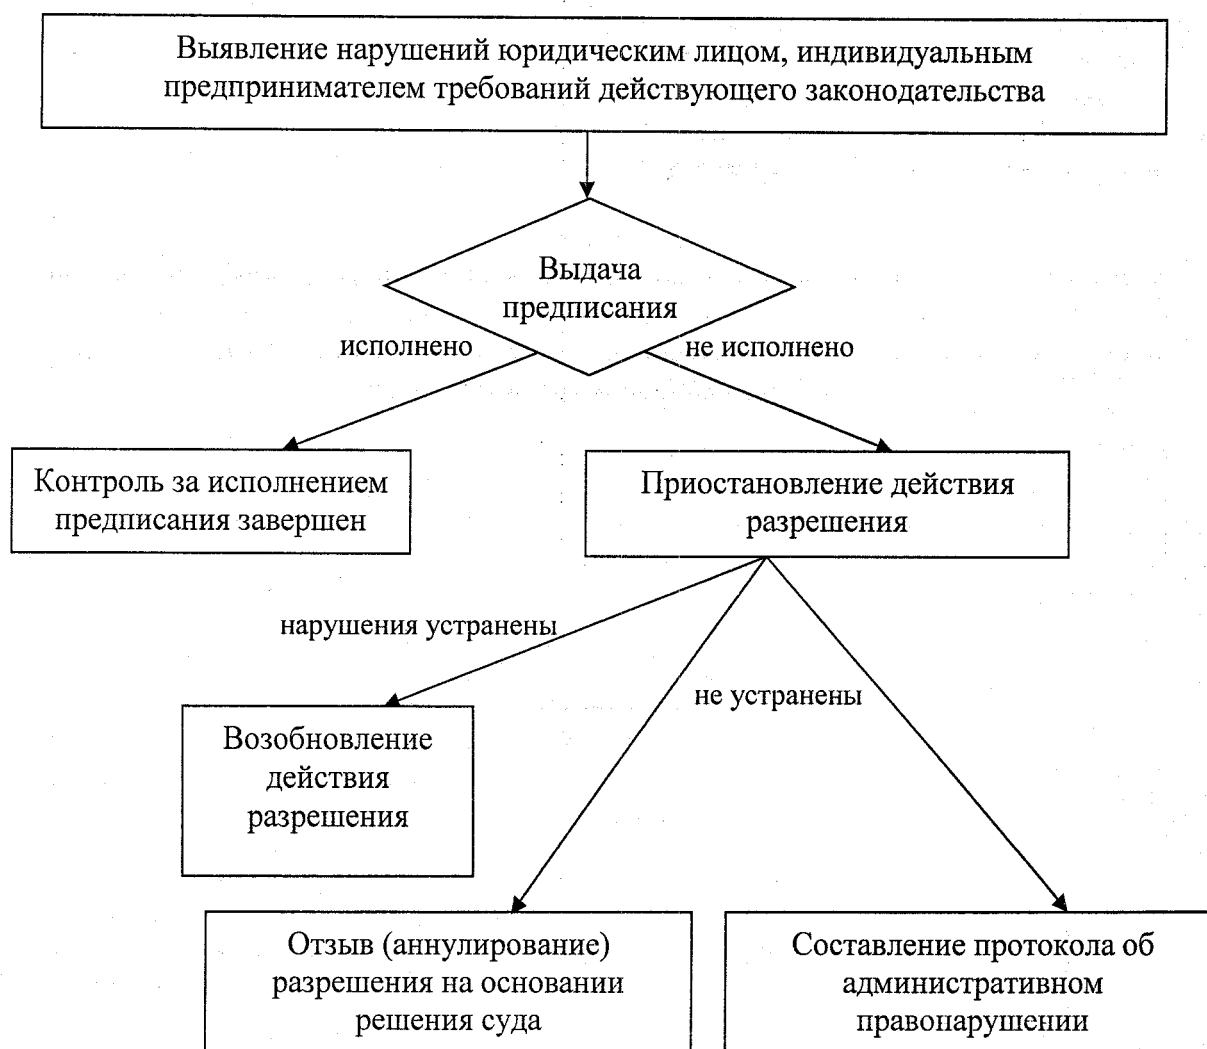 Выявление нарушений юридическим лицом, индивидуальным
предпринимателем требований действующего законодательства
Выдача
предписания
исполнено
не исполнено
Контроль за исполнением
предписания завершен
Приостановление действия
разрешения
нарушения устранены
не устранены
Возобновление
действия
разрешения
Отзыв (аннулирование)
разрешения на основании
решения суда
Составление протокола об
административном
правонарушении